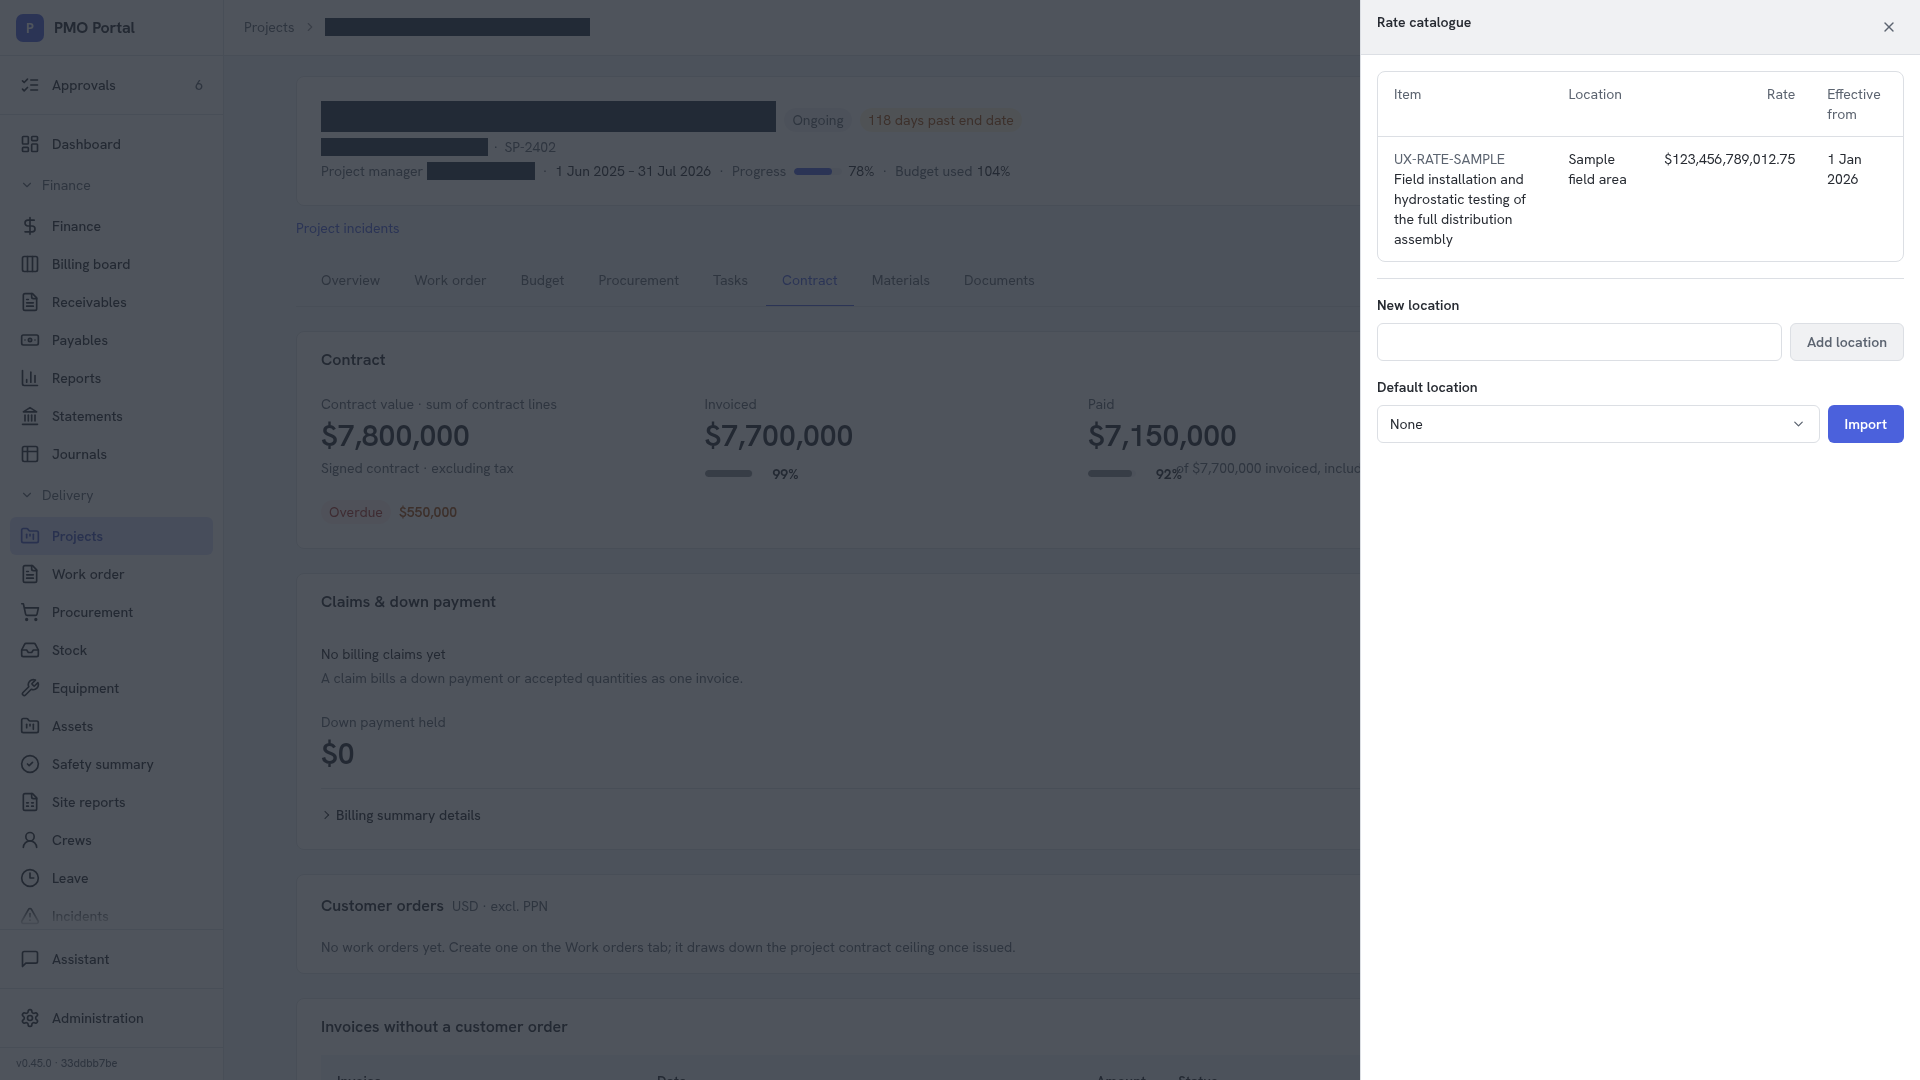 P PMO Portal
Approvals 6
Dashboard
Finance
Finance
Billing board
Receivables
Payables
Reports
Statements
Journals
Delivery
Projects
Work order
Procurement
Stock
Equipment
Assets
Safety summary
Site reports
Crews
Leave
Incidents
Assistant
Administration
v0.45.0 · 33ddbb7be
Projects
Ongoing 118 days past end date
· SP-2402
Project manager · 1 Jun 2025 – 31 Jul 2026 · Progress 78% · Budget used 104%
Project incidents
Overview Work order Budget Procurement Tasks Contract Materials Documents
Contract
Contract value · sum of contract lines Invoiced Paid
$7,800,000 $7,700,000 $7,150,000
Signed contract · excluding tax 99% 92% of $7,700,000 invoiced, includ
Overdue $550,000
Claims & down payment
No billing claims yet
A claim bills a down payment or accepted quantities as one invoice.
Down payment held
$0
Billing summary details
Customer orders USD · excl. PPN
No work orders yet. Create one on the Work orders tab; it draws down the project contract ceiling once issued.
Invoices without a customer order
Invoice Date Amount Status
Rate catalogue
Item Location Rate Effective
from
UX-RATE-SAMPLE Sample $123,456,789,012.75 1 Jan
Field installation and field area 2026
hydrostatic testing of
the full distribution
assembly
New location
Add location
Default location
None Import